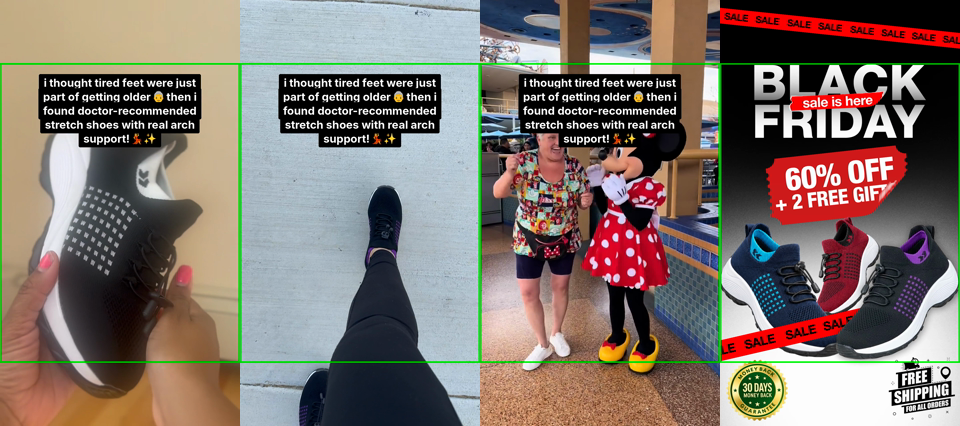 i thought tired feet were just
part of getting older 👵 then i
found doctor-recommended
stretch shoes with real arch
support! 💃✨
i thought tired feet were just
part of getting older 👵 then i
found doctor-recommended
stretch shoes with real arch
support! 💃✨
i thought tired feet were just
part of getting older 👵 then i
found doctor-recommended
stretch shoes with real arch
support! 💃✨
SALE SALE SALE SALE SALE SALE SALE SALE
BLACK
sale is here
FRIDAY
60% OFF
+ 2 FREE GIFT
SALE SALE SALE SALE
MONEY BACK
30 DAYS
MONEY BACK
GUARANTEE
FREE
SHIPPING
FOR ALL ORDERS